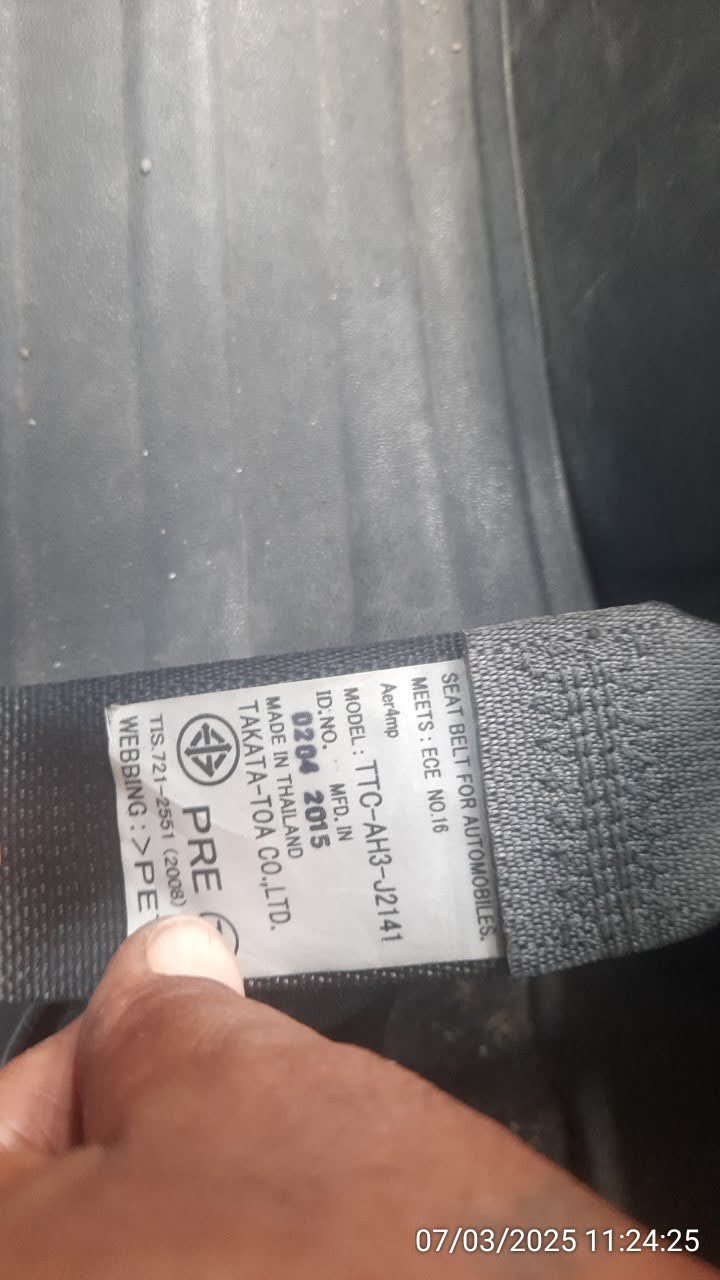 SEAT BELT FOR AUTOMOBILES.
MEETS : ECE NO.16
Aer4mp
MODEL : TTC-AH3-J2141
ID.NO. MFD. IN
0204 2015
MADE IN THAILAND
TAKATA-TOA CO.,LTD.
PRE
TIS.721-2551 (2008)
WEBBING : >PET
07/03/2025 11:24:25